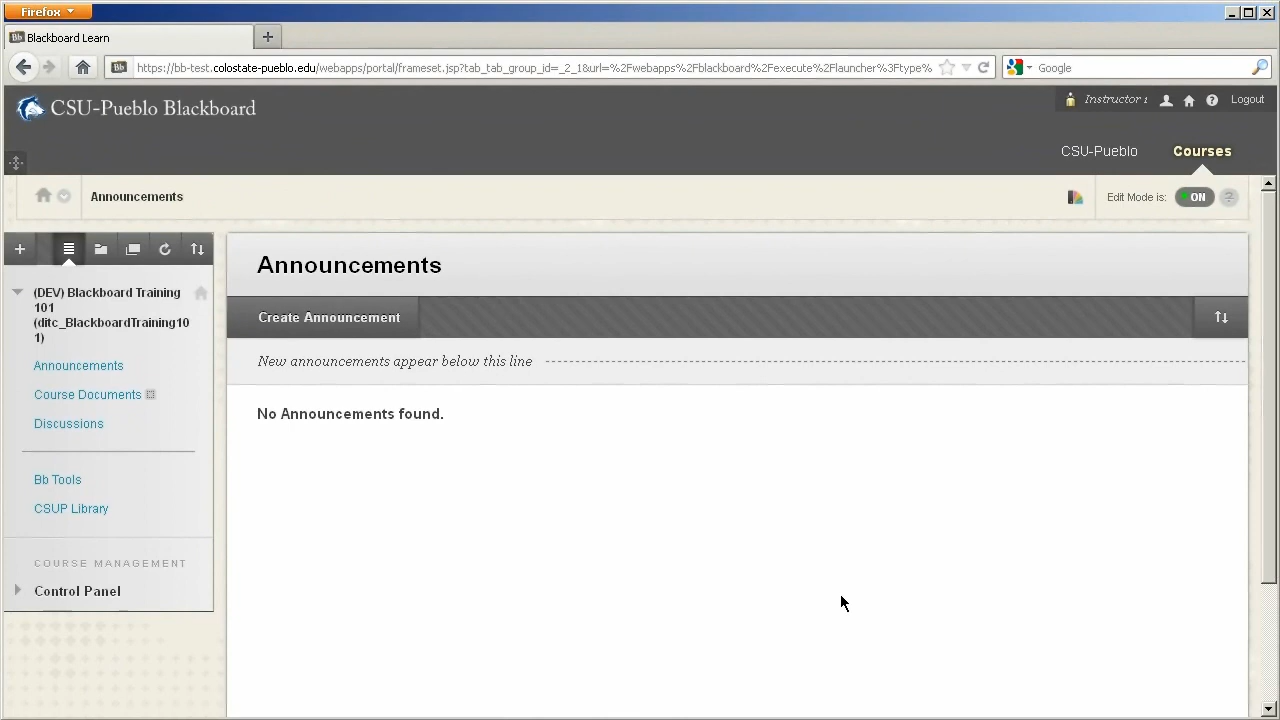 Firefox
Blackboard Learn
https://bb-test.colostate-pueblo.edu/webapps/portal/frameset.jsp?tab_tab_group_id=_2_1&url=%2Fwebapps%2Fblackboard%2Fexecute%2Flauncher%3Ftype%
Google
CSU-Pueblo Blackboard
Instructor 1
Logout
CSU-Pueblo
Courses
Announcements
Edit Mode is:
ON
(DEV) Blackboard Training
101
(ditc_BlackboardTraining10
1)
Announcements
Course Documents
Discussions
Bb Tools
CSUP Library
COURSE MANAGEMENT
Control Panel
Announcements
Create Announcement
New announcements appear below this line
No Announcements found.